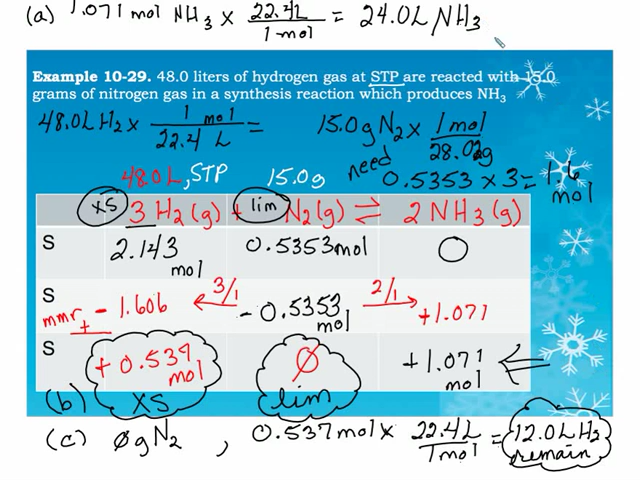 (a) 1.071 mol NH3 × 22.4L / 1 mol = 24.0L NH3
Example 10-29. 48.0 liters of hydrogen gas at STP are reacted with 15.0
grams of nitrogen gas in a synthesis reaction which produces NH3
48.0L H2 × 1 mol / 22.4 L = 15.0g N2 × 1mol / 28.02g
48.0L, STP 15.0g need 0.5353 × 3 = 1.6 mol
XS 3 H2(g) + lim N2(g) ⇌ 2 NH3(g)
S 2.143 mol 0.5353mol 0
S mmr + − 1.606 3/1 − 0.5353 mol 2/1 +1.071
S + 0.539 mol Ø +1.071 mol
(b) XS lim
(c) 0 g N2, 0.537mol × 22.4L / 1mol = 12.0L H2 remain